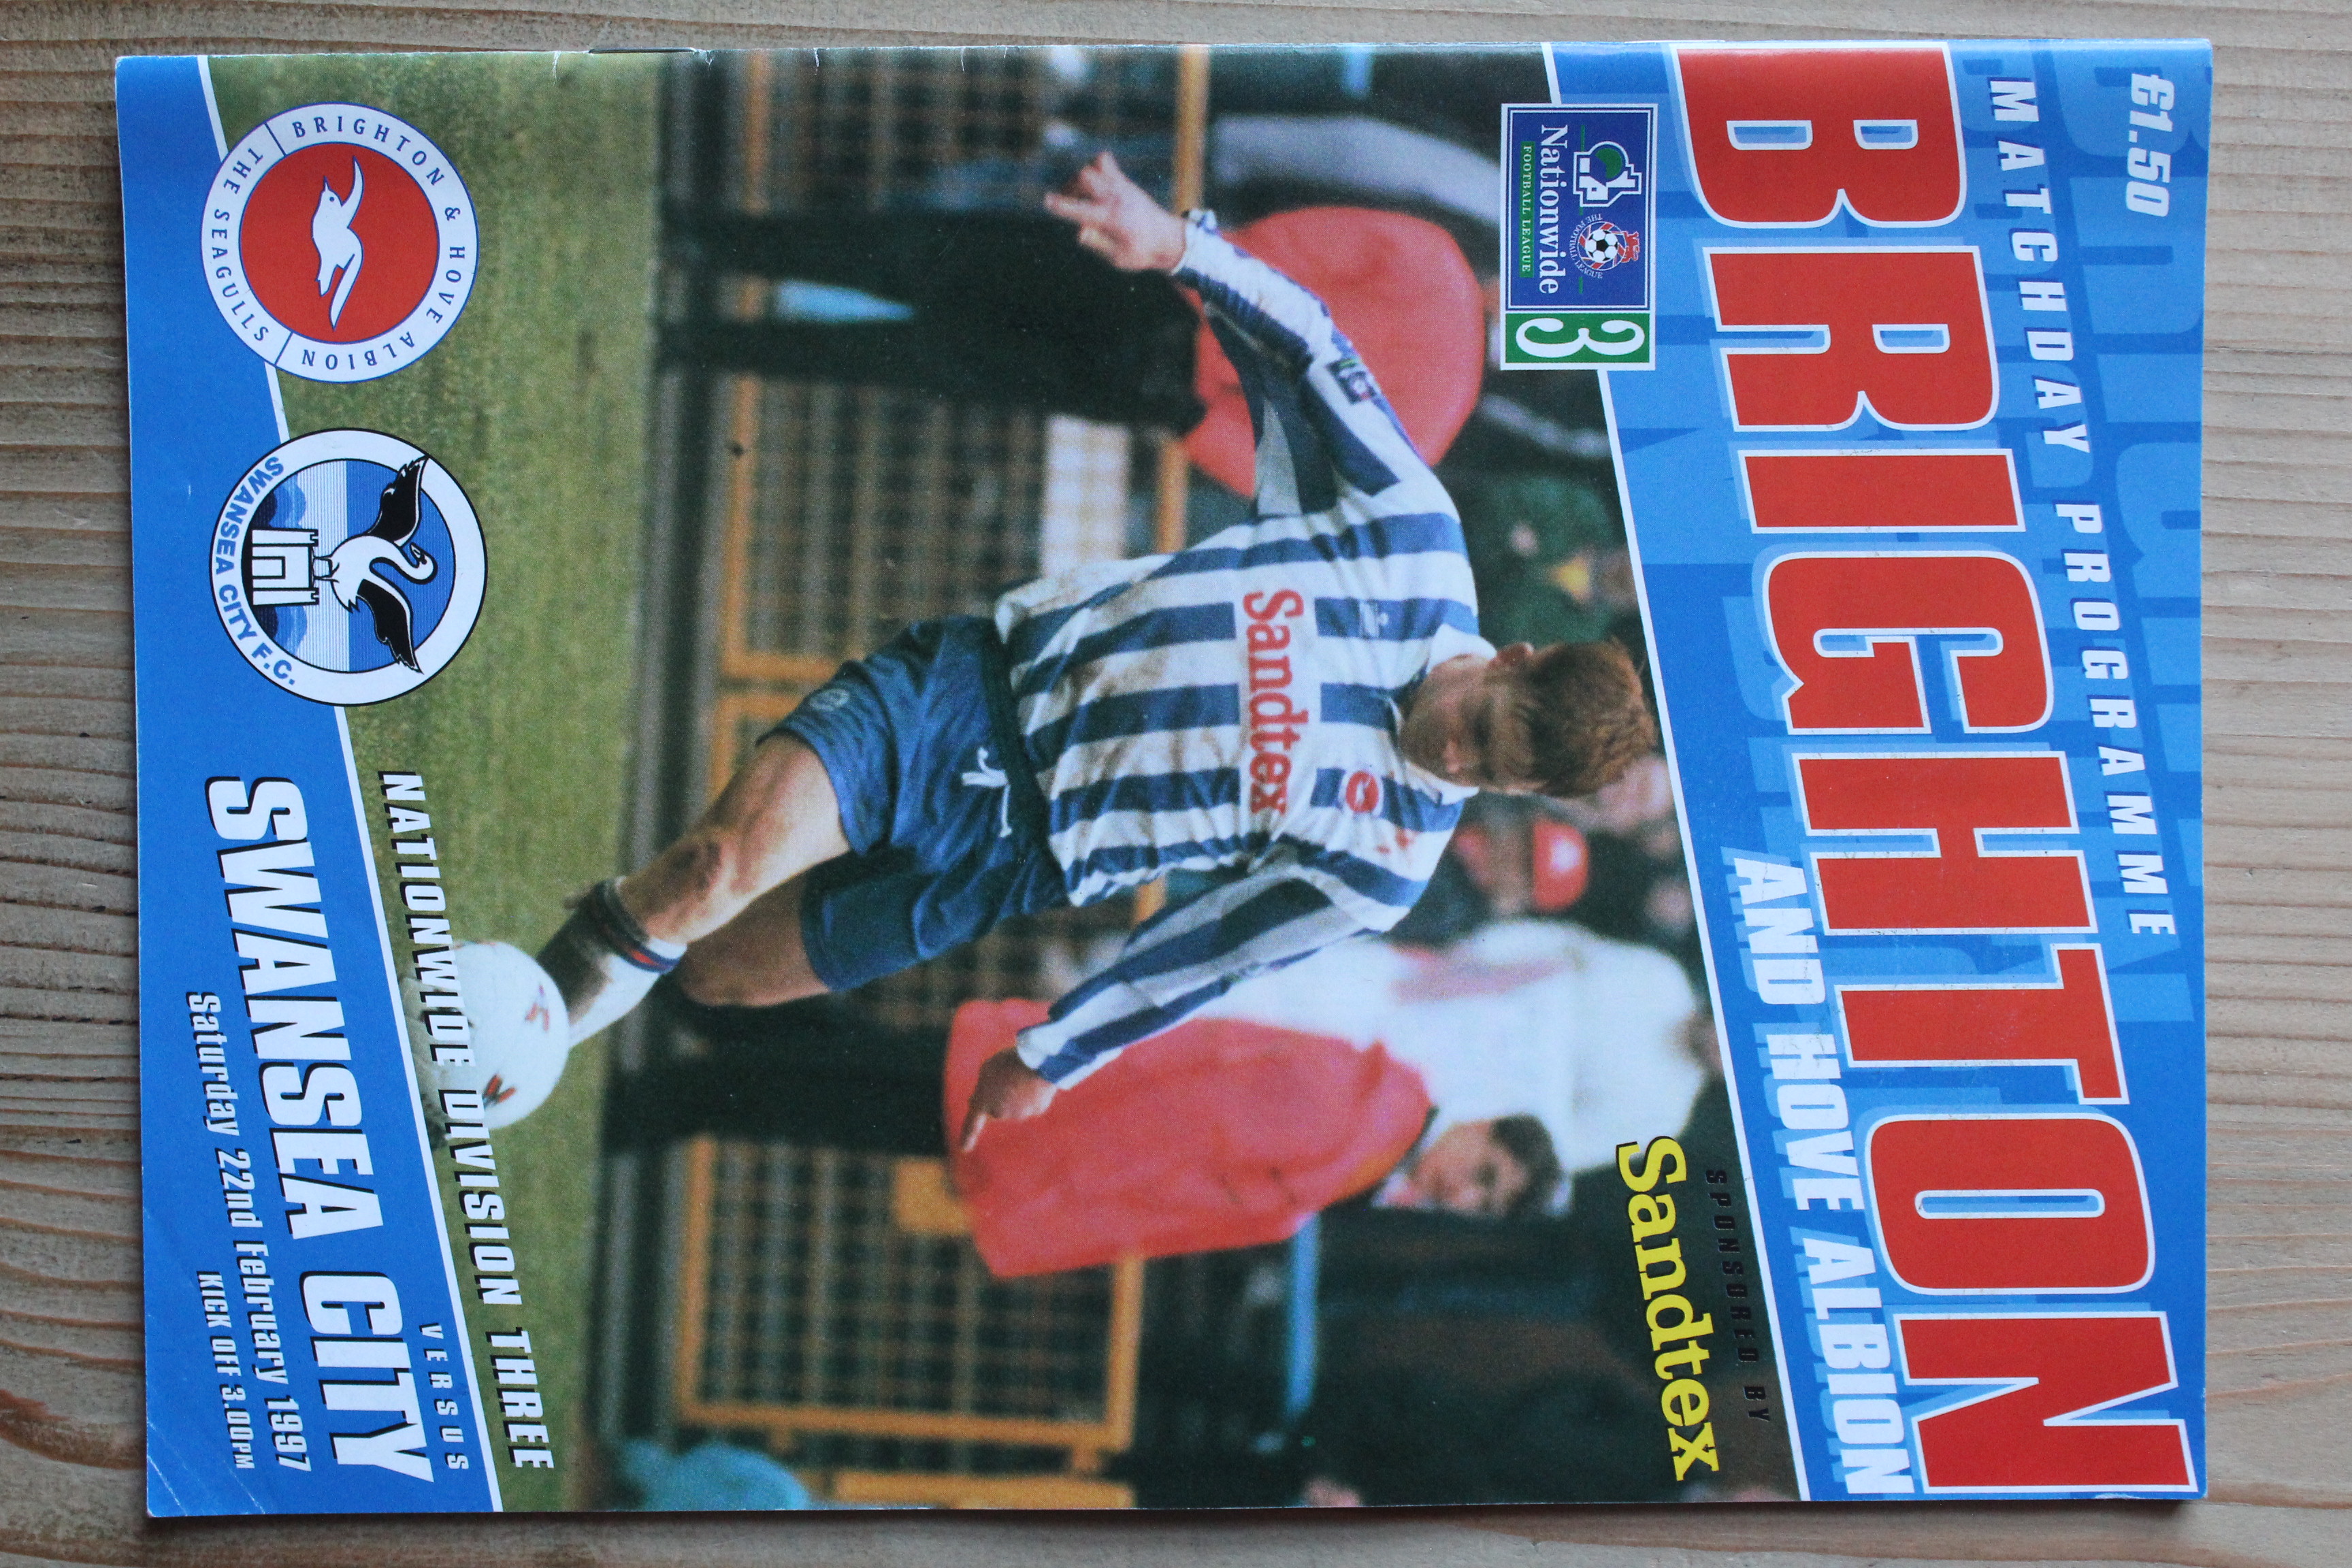 £1.50
MATCHDAY PROGRAMME
BRIGHTON
AND HOVE ALBION
Nationwide
FOOTBALL LEAGUE
THE FOOTBALL LEAGUE
3
SPONSORED BY
Sandtex
Sandtex
NATIONWIDE DIVISION THREE
VERSUS
SWANSEA CITY
Saturday 22nd February 1997
KICK OFF 3.00PM
BRIGHTON & HOVE ALBION
THE SEAGULLS
SWANSEA CITY F.C.